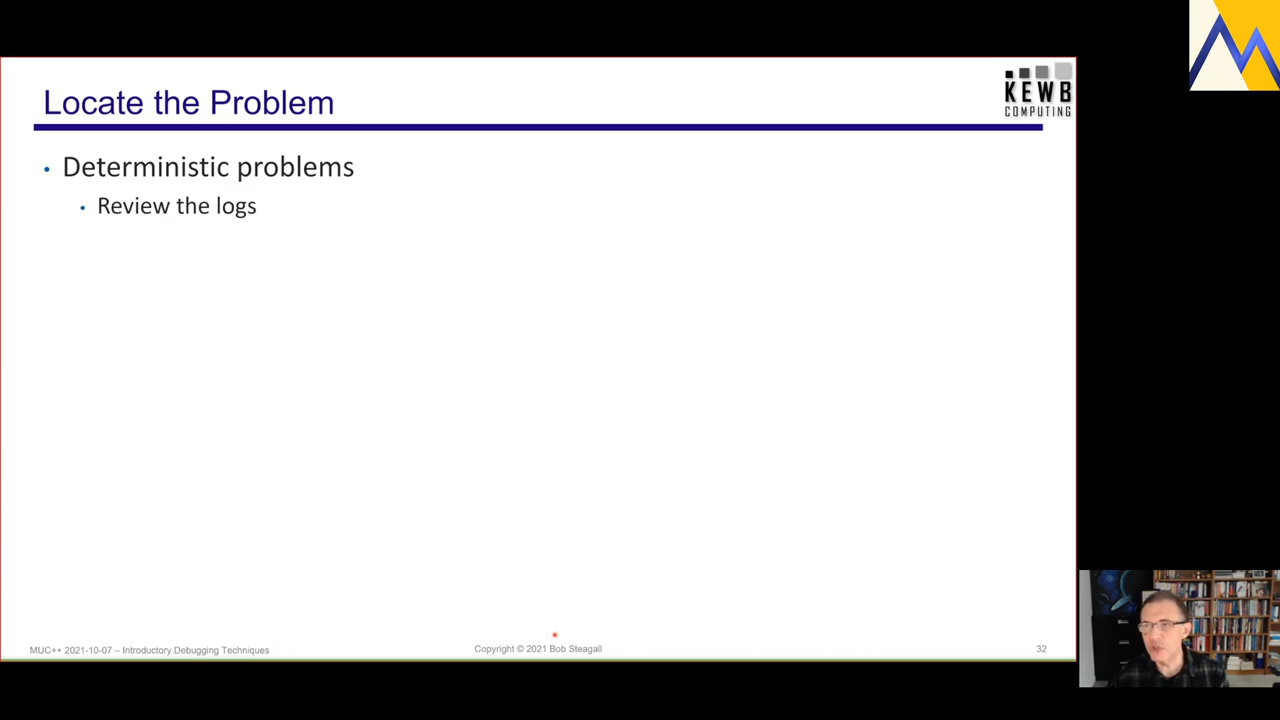 Locate the Problem
KEWB
COMPUTING
• Deterministic problems
• Review the logs
MUC++ 2021-10-07 – Introductory Debugging Techniques
Copyright © 2021 Bob Steagall
32